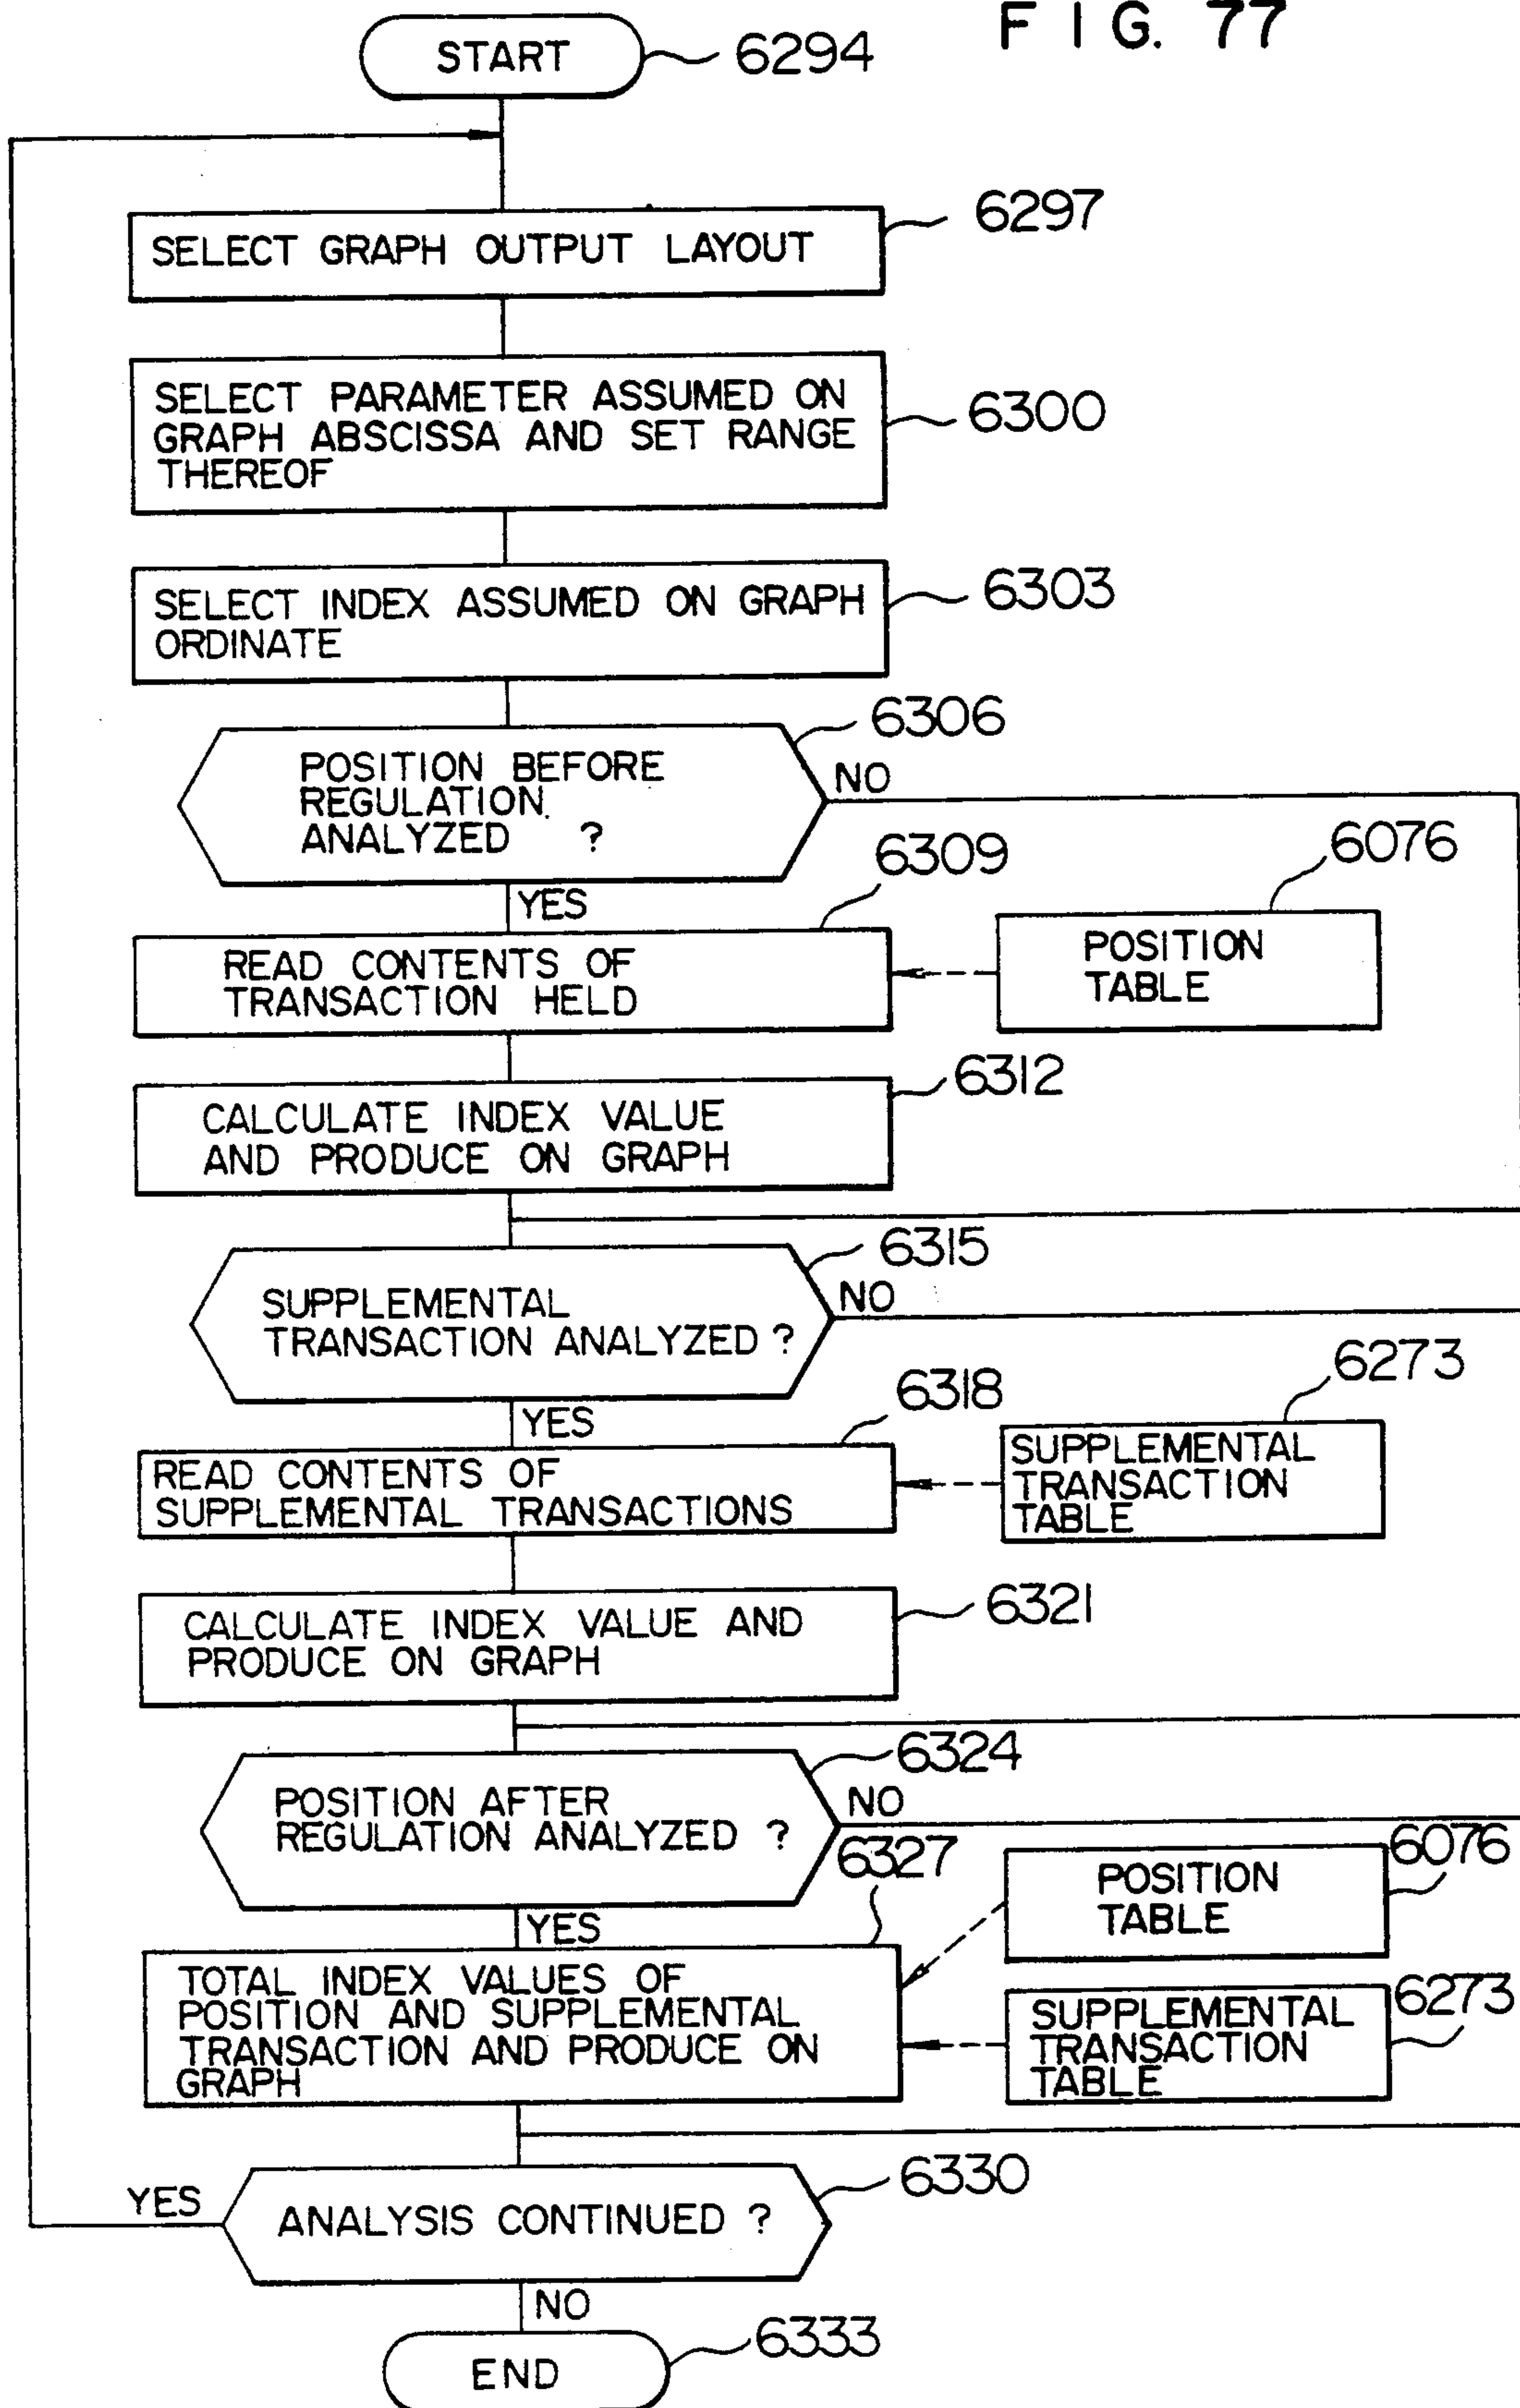 FIG. 77
START
6294
6297
SELECT GRAPH OUTPUT LAYOUT
SELECT PARAMETER ASSUMED ON
GRAPH ABSCISSA AND SET RANGE
THEREOF
6300
SELECT INDEX ASSUMED ON GRAPH
ORDINATE
6303
6306
POSITION BEFORE
REGULATION
ANALYZED ?
NO
YES
6309
6076
READ CONTENTS OF
TRANSACTION HELD
POSITION
TABLE
6312
CALCULATE INDEX VALUE
AND PRODUCE ON GRAPH
6315
SUPPLEMENTAL
TRANSACTION ANALYZED ?
NO
YES
6318
6273
READ CONTENTS OF
SUPPLEMENTAL TRANSACTIONS
SUPPLEMENTAL
TRANSACTION
TABLE
6321
CALCULATE INDEX VALUE AND
PRODUCE ON GRAPH
6324
POSITION AFTER
REGULATION ANALYZED ?
NO
YES
6327
6076
POSITION
TABLE
TOTAL INDEX VALUES OF
POSITION AND SUPPLEMENTAL
TRANSACTION AND PRODUCE ON
GRAPH
6273
SUPPLEMENTAL
TRANSACTION
TABLE
6330
YES
ANALYSIS CONTINUED ?
NO
6333
END